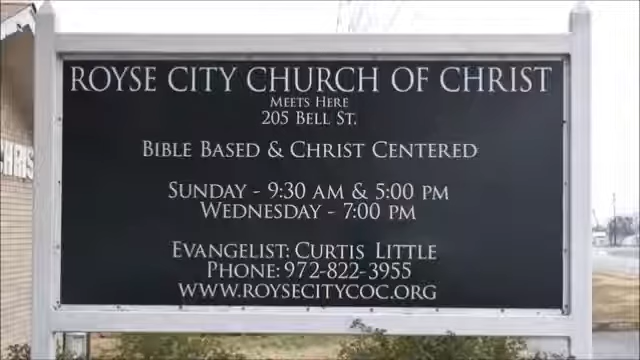 ROYSE CITY CHURCH OF CHRIST
MEETS HERE
205 BELL ST.
BIBLE BASED & CHRIST CENTERED
SUNDAY - 9:30 AM & 5:00 PM
WEDNESDAY - 7:00 PM
EVANGELIST: CURTIS LITTLE
PHONE: 972-822-3955
WWW.ROYSECITYCOC.ORG